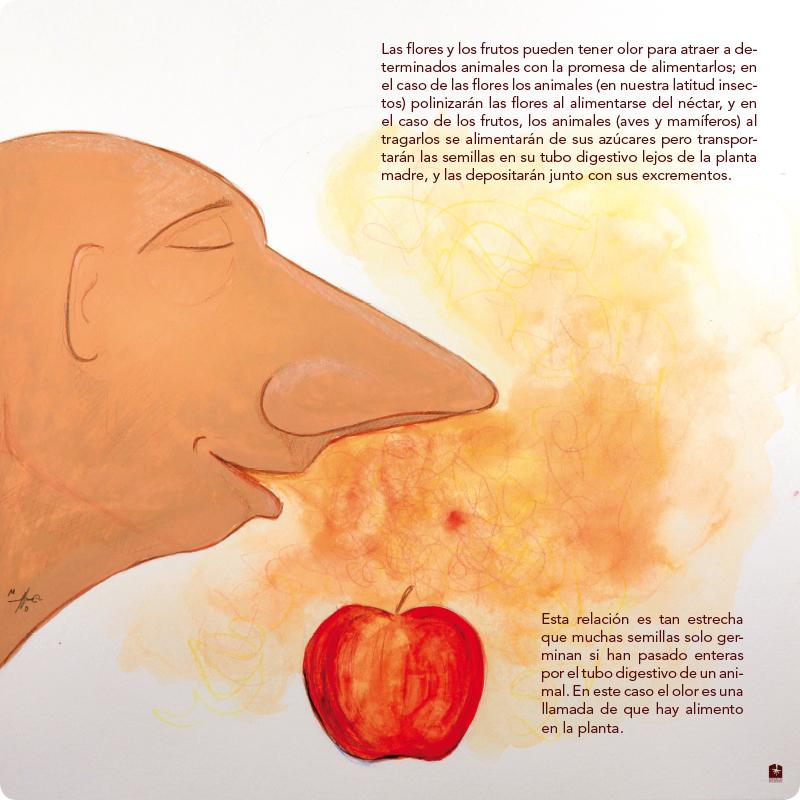 Las flores y los frutos pueden tener olor para atraer a de-
terminados animales con la promesa de alimentarlos; en
el caso de las flores los animales (en nuestra latitud insec-
tos) polinizarán las flores al alimentarse del néctar, y en
el caso de los frutos, los animales (aves y mamíferos) al
tragarlos se alimentarán de sus azúcares pero transpor-
tarán las semillas en su tubo digestivo lejos de la planta
madre, y las depositarán junto con sus excrementos.
Esta relación es tan estrecha
que muchas semillas solo ger-
minan si han pasado enteras
por el tubo digestivo de un ani-
mal. En este caso el olor es una
llamada de que hay alimento
en la planta.